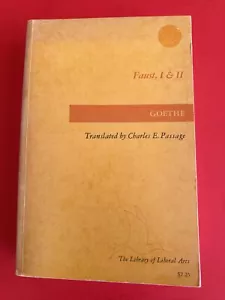 Faust, I & II
GOETHE
Translated by Charles E. Passage
The Library of Liberal Arts